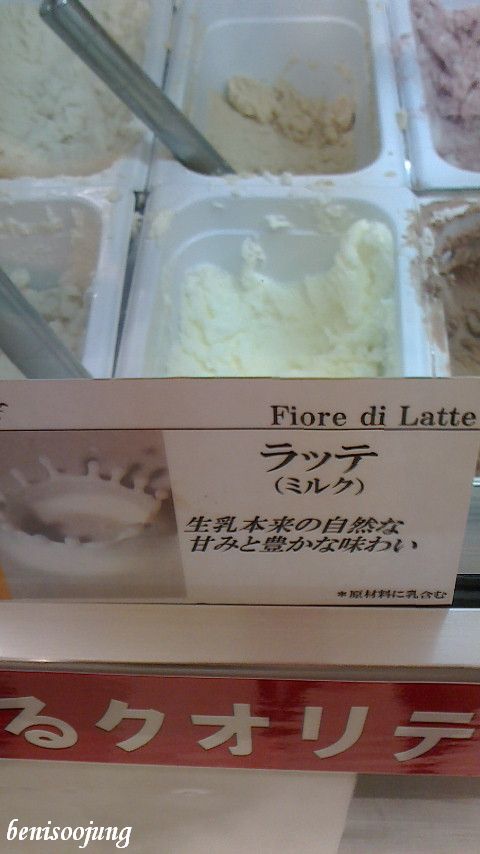 Fiore di Latte
ラッテ
（ミルク）
生乳本来の自然な
甘みと豊かな味わい
＊原材料に乳含む
るクオリテ
benisoojung